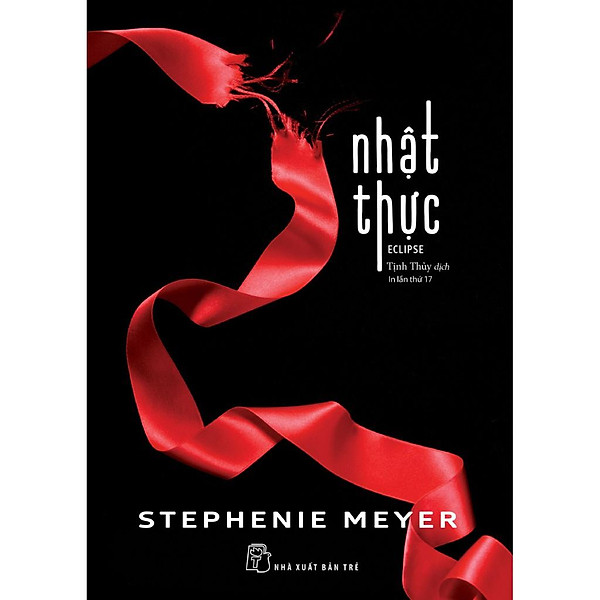 nhật
thực
ECLIPSE
Tịnh Thủy dịch
In lần thứ 17
STEPHENIE MEYER
NHÀ XUẤT BẢN TRẺ